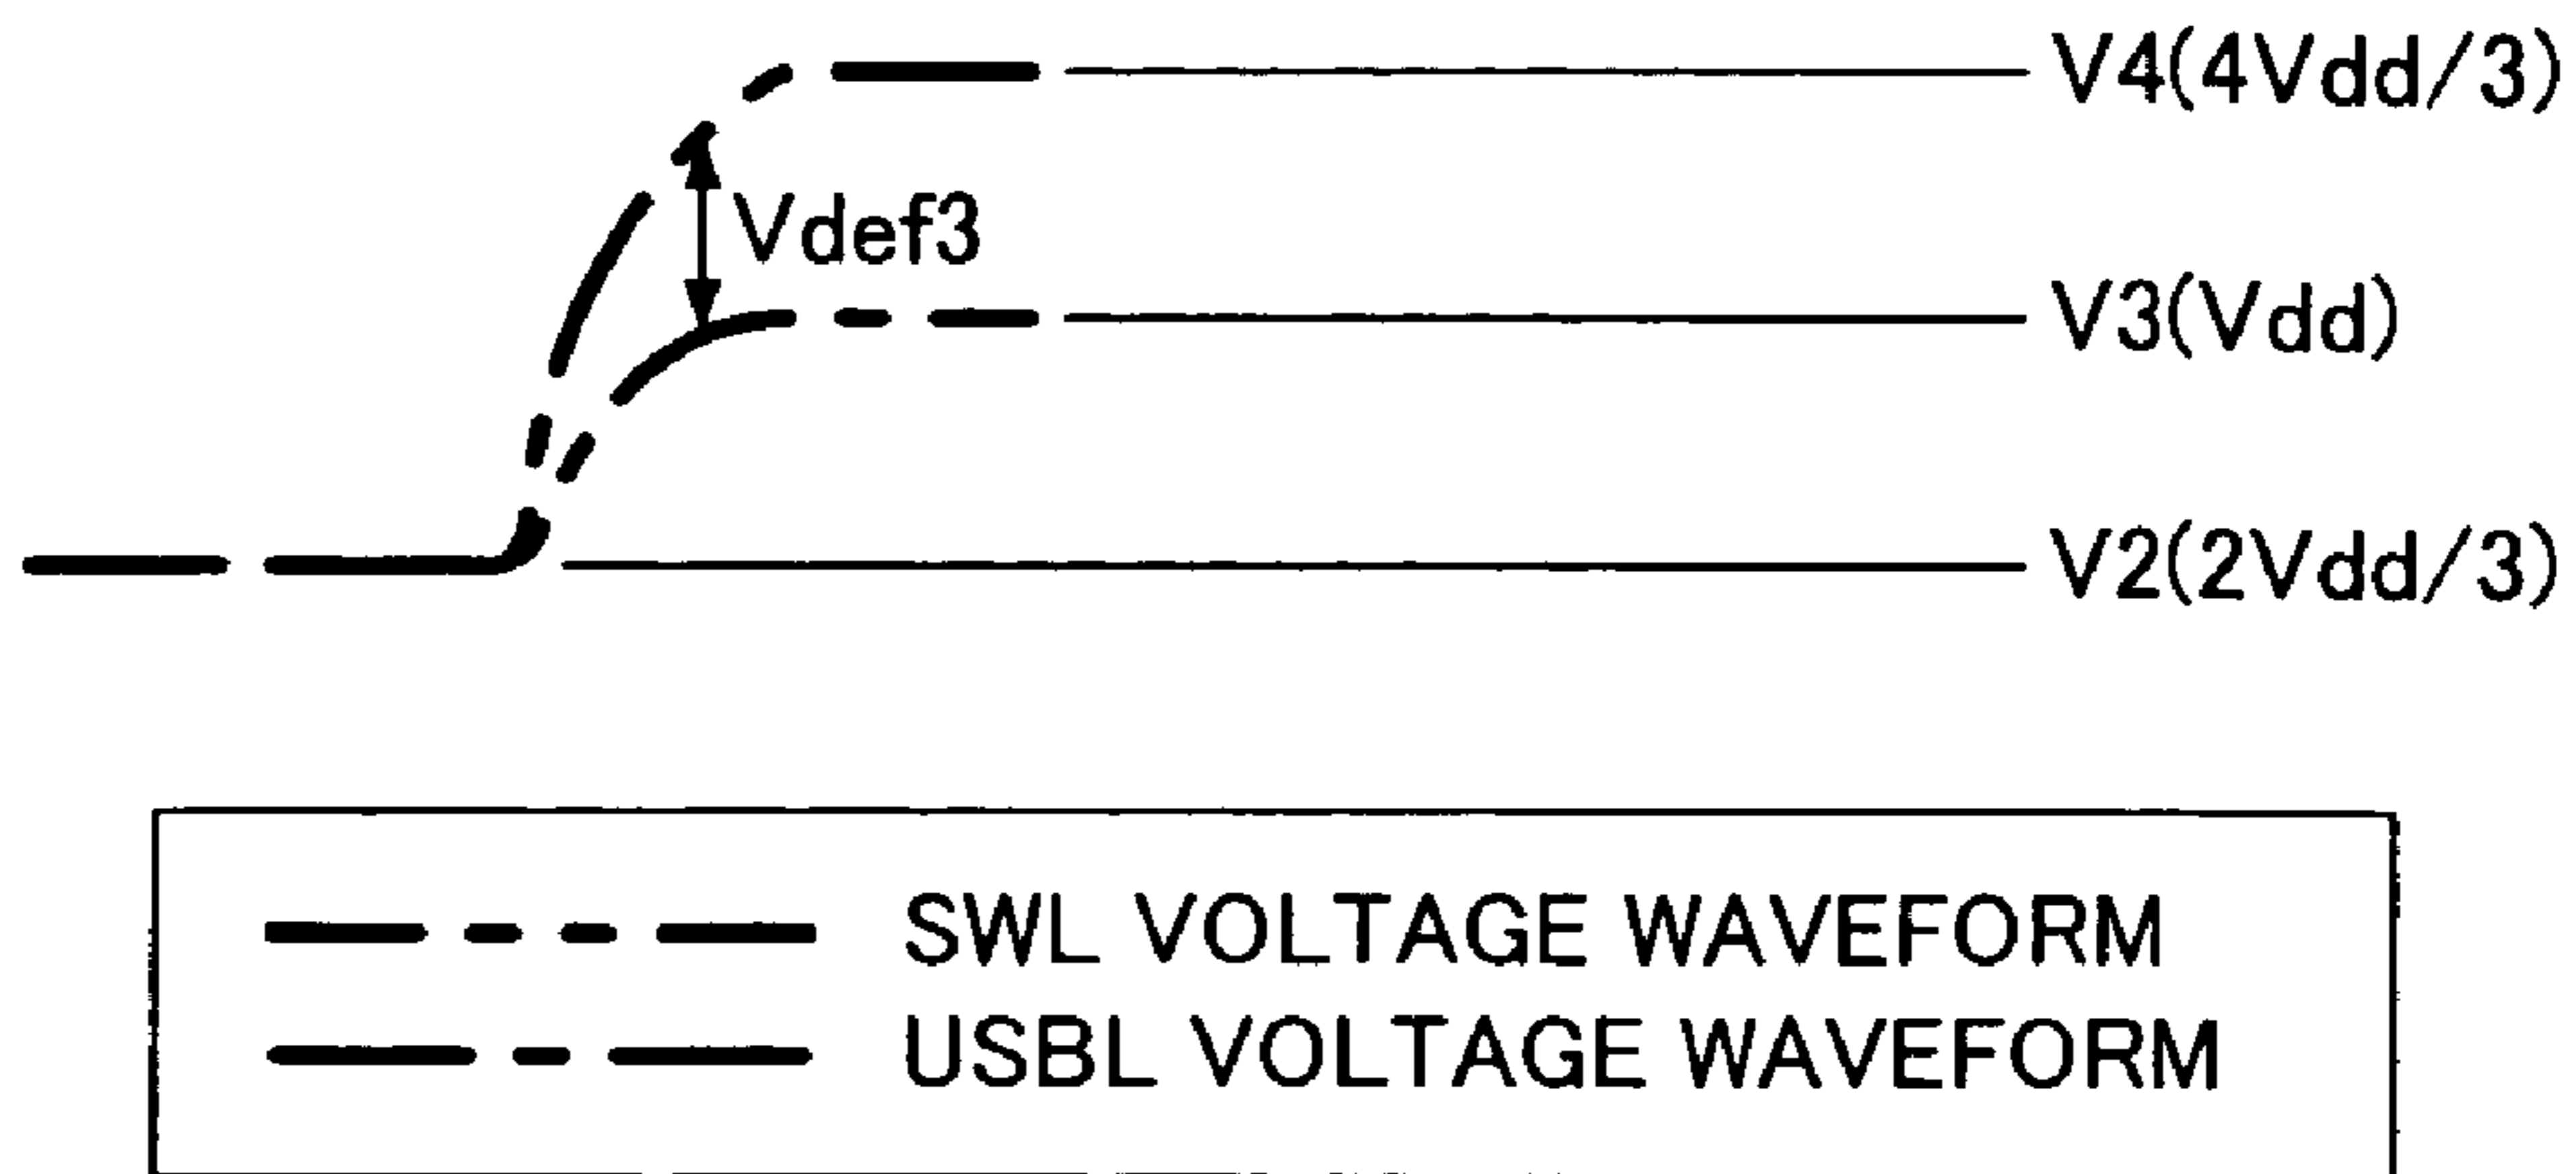 V4(4Vdd/3)
Vdef3
V3(Vdd)
V2(2Vdd/3)
SWL VOLTAGE WAVEFORM
USBL VOLTAGE WAVEFORM